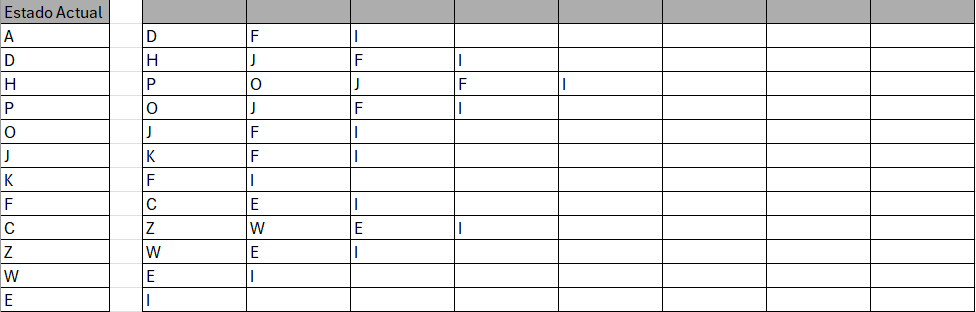 Estado Actual
A D F I
D H J F I
H P O J F I
P O J F I
O J F I
J K F I
K F I
F C E I
C Z W E I
Z W E I
W E I
E I